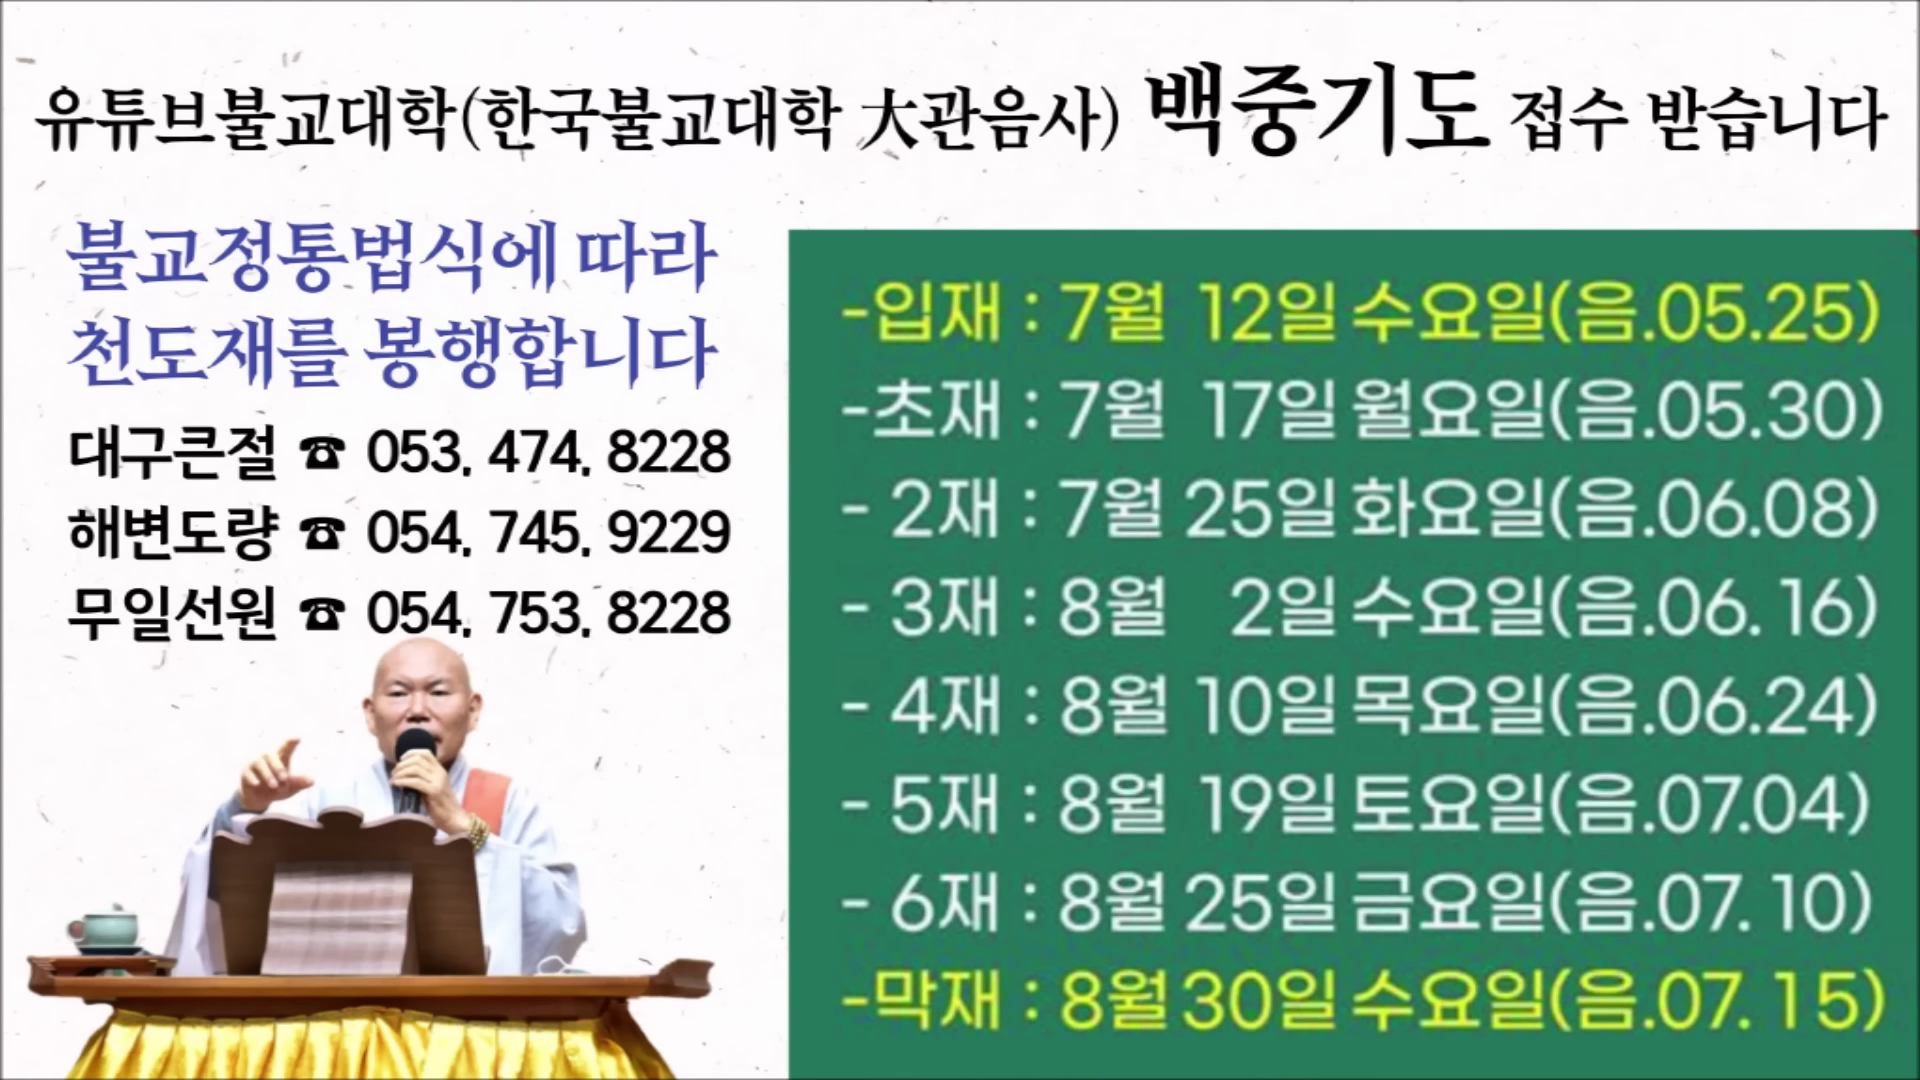 유튜브불교대학(한국불교대학 大관음사) 백중기도 접수 받습니다
불교정통법식에 따라
천도재를 봉행합니다
대구큰절 ☎ 053. 474. 8228
해변도량 ☎ 054. 745. 9229
무일선원 ☎ 054. 753. 8228
-입재 : 7월 12일 수요일(음.05.25)
-초재 : 7월 17일 월요일(음.05.30)
- 2재 : 7월 25일 화요일(음.06.08)
- 3재 : 8월 2일 수요일(음.06. 16)
- 4재 : 8월 10일 목요일(음.06.24)
- 5재 : 8월 19일 토요일(음.07.04)
- 6재 : 8월 25일 금요일(음.07. 10)
-막재 : 8월 30일 수요일(음.07. 15)